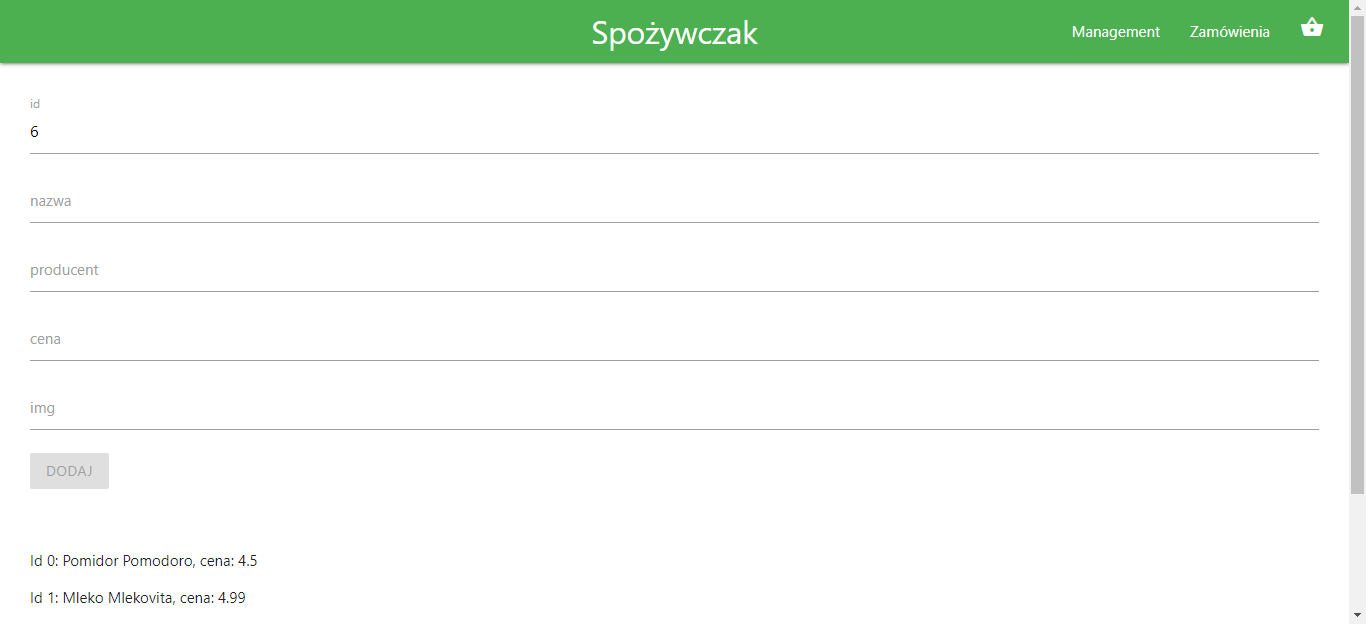 Spożywczak
Management
Zamówienia
id
6
nazwa
producent
cena
img
DODAJ
Id 0: Pomidor Pomodoro, cena: 4.5
Id 1: Mleko Mlekovita, cena: 4.99